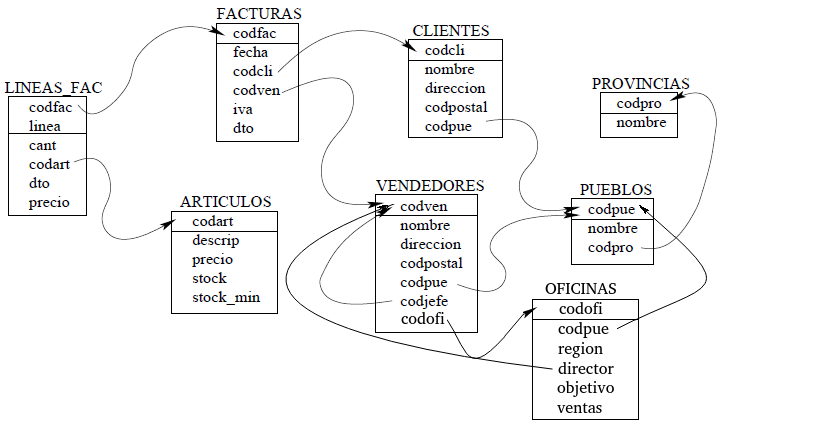 FACTURAS
codfac
fecha
codcli
codven
iva
dto
CLIENTES
codcli
nombre
direccion
codpostal
codpue
LINEAS_FAC
codfac
linea
cant
codart
dto
precio
PROVINCIAS
codpro
nombre
ARTICULOS
codart
descrip
precio
stock
stock_min
VENDEDORES
codven
nombre
direccion
codpostal
codpue
codjefe
codofi
PUEBLOS
codpue
nombre
codpro
OFICINAS
codofi
codpue
region
director
objetivo
ventas